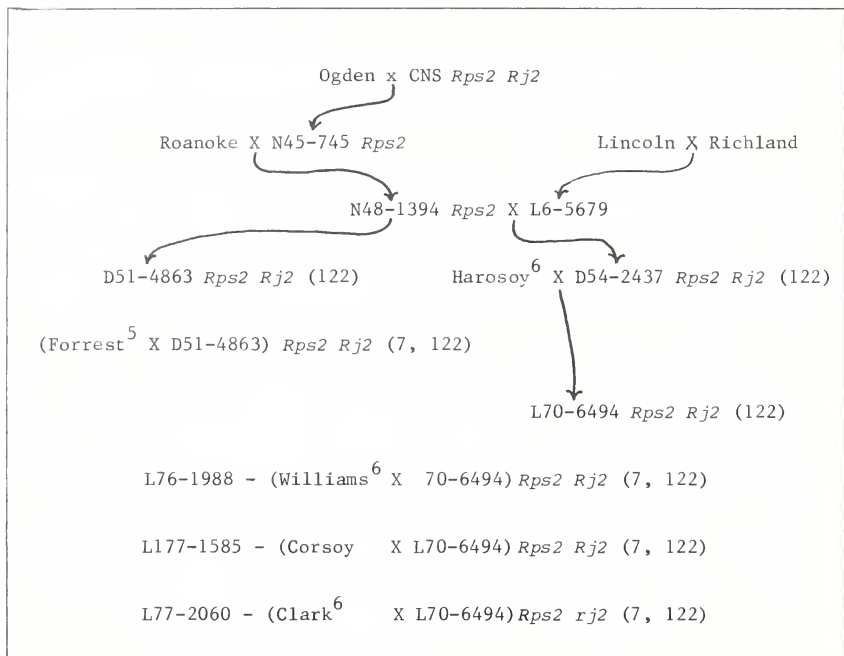 Ogden x CNS Rps2 Rj2
Roanoke X N45-745 Rps2
Lincoln X Richland
N48-1394 Rps2 X L6-5679
D51-4863 Rps2 Rj2 (122)
Harosoy⁶ X D54-2437 Rps2 Rj2 (122)
(Forrest⁵ X D51-4863) Rps2 Rj2 (7, 122)
L70-6494 Rps2 Rj2 (122)
L76-1988 - (Williams⁶ X 70-6494) Rps2 Rj2 (7, 122)
L177-1585 - (Corsoy X L70-6494) Rps2 Rj2 (7, 122)
L77-2060 - (Clark⁶ X L70-6494) Rps2 rj2 (7, 122)